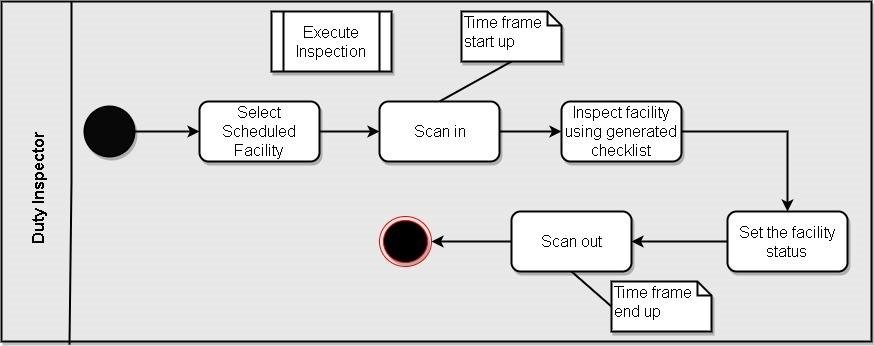 Execute
Inspection
Time frame
start up
Select
Scheduled
Facility
Scan in
Inspect facility
using generated
checklist
Duty Inspector
Scan out
Set the facility
status
Time frame
end up